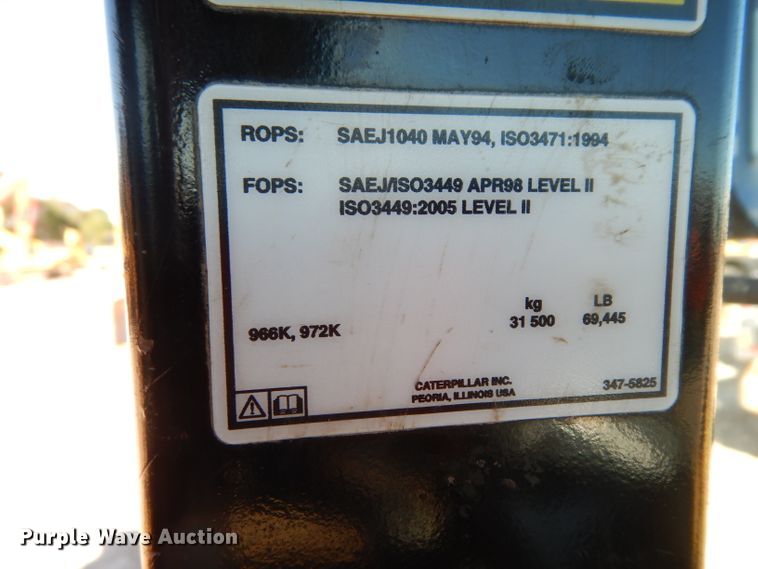 ROPS: SAEJ1040 MAY94, ISO3471:1994
FOPS: SAEJ/ISO3449 APR98 LEVEL II
ISO3449:2005 LEVEL II
kg LB
966K, 972K 31 500 69,445
CATERPILLAR INC. 347-5825
PEORIA, ILLINOIS USA
Purple Wave Auction®